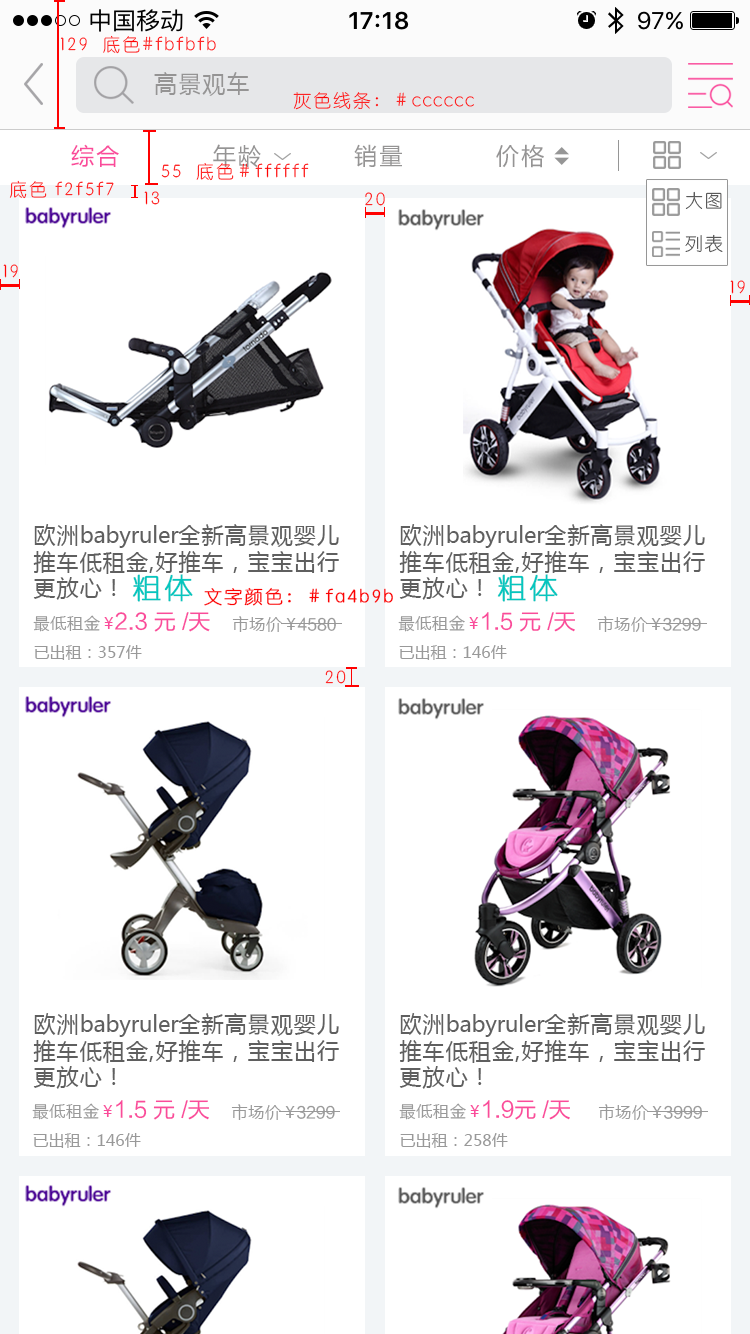 中国移动 17:18 97%
129 底色#fbfbfb
高景观车
灰色线条：#cccccc
综合 年龄 销量 价格
55 底色#ffffff
底色 f2f5f7 13 20
大图
列表
19
19
babyruler
babyruler
tornado
欧洲babyruler全新高景观婴儿
推车低租金,好推车，宝宝出行
更放心！ 粗体
欧洲babyruler全新高景观婴儿
推车低租金,好推车，宝宝出行
更放心！ 粗体
文字颜色：#fa4b9b
最低租金 ¥2.3 元 /天 市场价 ¥4580
已出租：357件
最低租金 ¥1.5 元 /天 市场价 ¥3299
已出租：146件
20
babyruler
babyruler
babyruler
欧洲babyruler全新高景观婴儿
推车低租金,好推车，宝宝出行
更放心！
欧洲babyruler全新高景观婴儿
推车低租金,好推车，宝宝出行
更放心！
最低租金 ¥1.5 元 /天 市场价 ¥3299
已出租：146件
最低租金 ¥1.9元 /天 市场价 ¥3999
已出租：258件
babyruler
babyruler